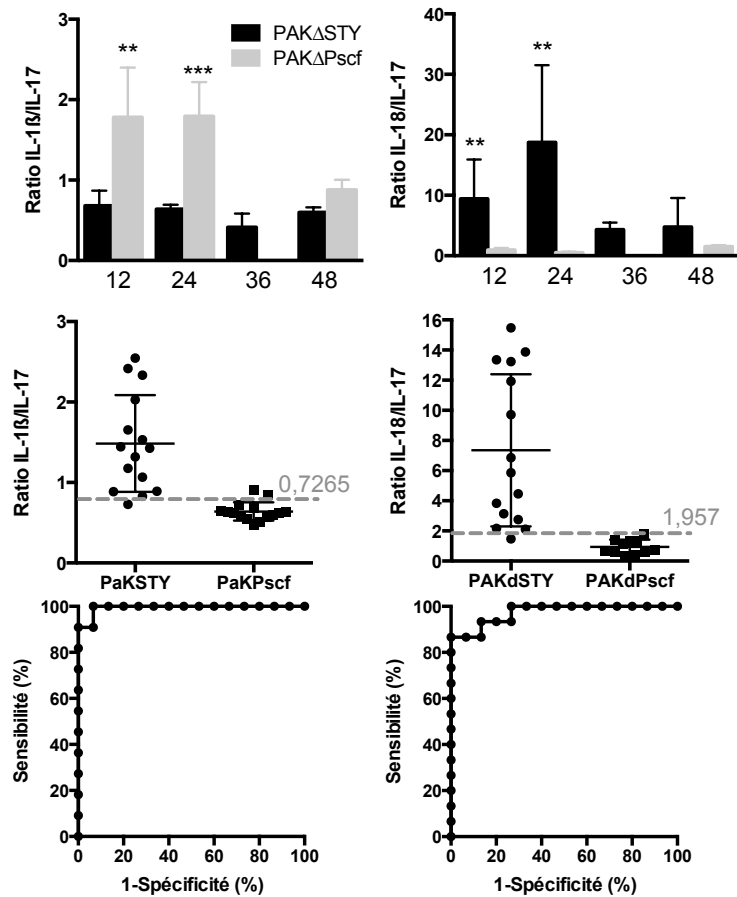 PAKΔSTY
PAKΔPscf
Ratio IL-1ß/IL-17
3
2
1
0
**
***
12 24 36 48
Ratio IL-18/IL-17
40
30
20
10
0
**
**
12 24 36 48
Ratio IL-1ß/IL-17
3
2
1
0
0,7265
PaKSTY PaKPscf
Ratio IL-18/IL-17
16
14
12
10
8
6
4
2
0
1,957
PAKdSTY PAKdPscf
Sensibilité (%)
100
80
60
40
20
0
0 20 40 60 80 100
1-Spécificité (%)
Sensibilité (%)
100
80
60
40
20
0
0 20 40 60 80 100
1-Spécificité (%)